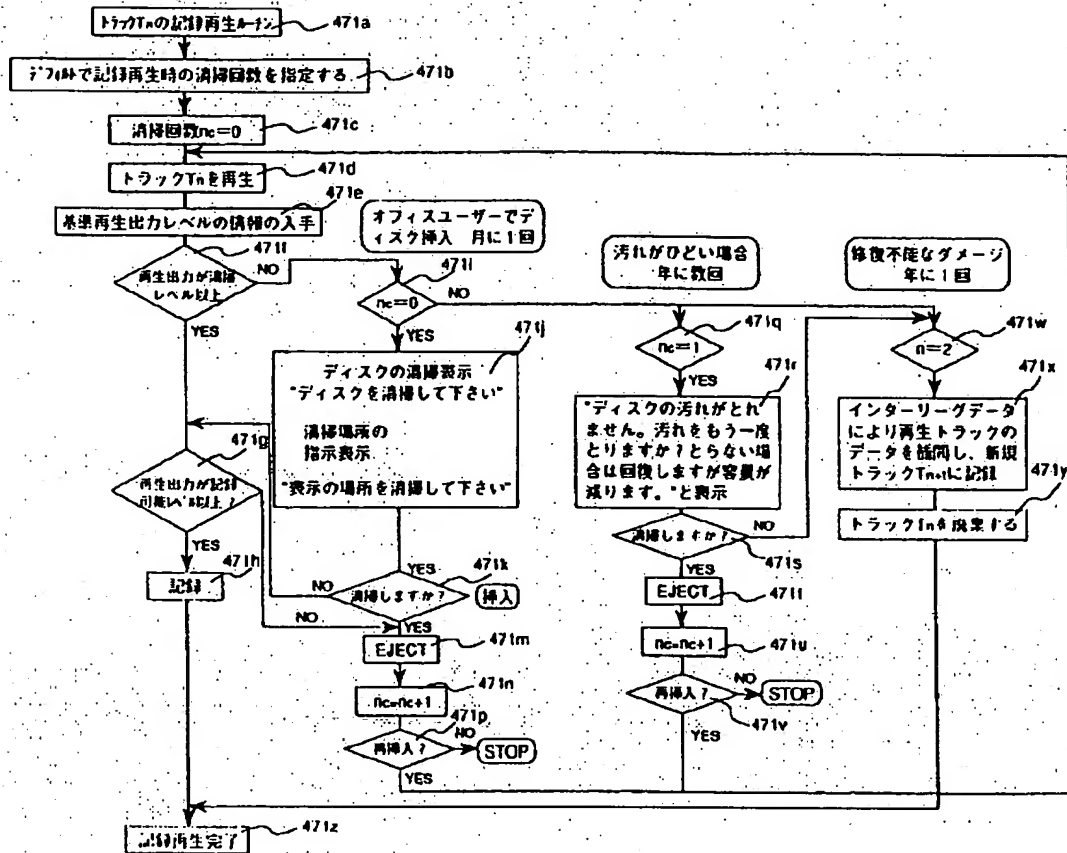 トラックTnの記録再生ルーチン
471a
デフォルトで記録再生時の清掃回数を指定する
471b
清掃回数nc=0
471c
トラックTnを再生
471d
471e
基準再生出力レベルの情報の入手
オフィスユーザーでデ
ィスク挿入 月に1回
汚れがひどい場合
年に数回
修復不能なダメージ
年に1回
471f
再生出力が清掃
レベル以上
NO
YES
471i
nc=0
NO
YES
471q
nc=1
YES
471w
n=2
471j
ディスクの清掃表示
"ディスクを清掃して下さい"
清掃場所の
指示表示
"表示の場所を清掃して下さい"
471r
"ディスクの汚れがとれ
ません。汚れをもう一度
とりますか?とらない場
合は回復しますが容量が
減ります。"と表示
471x
インターリーグデータ
により再生トラックの
データを 、新規
トラックTn+1に記録
471y
トラックTnを廃棄する
471g
再生出力が記録
可能レベル以上?
YES
NO
471h
記録
YES
471k
清掃しますか?
NO
挿入
YES
清掃しますか?
NO
471s
YES
EJECT
471m
EJECT
471t
nc=nc+1
471n
nc=nc+1
471u
471p
再挿入?
NO
STOP
YES
再挿入?
NO
STOP
471v
YES
記録再生完了
471z